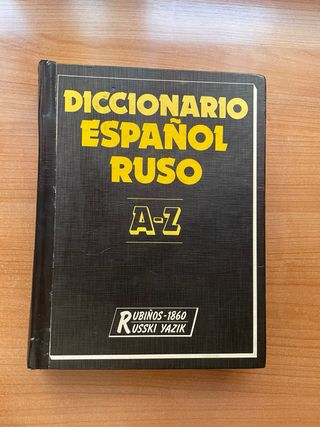 DICCIONARIO
ESPAÑOL
RUSO
A-Z
RUBIÑOS-1860
RUSSKI YAZIK